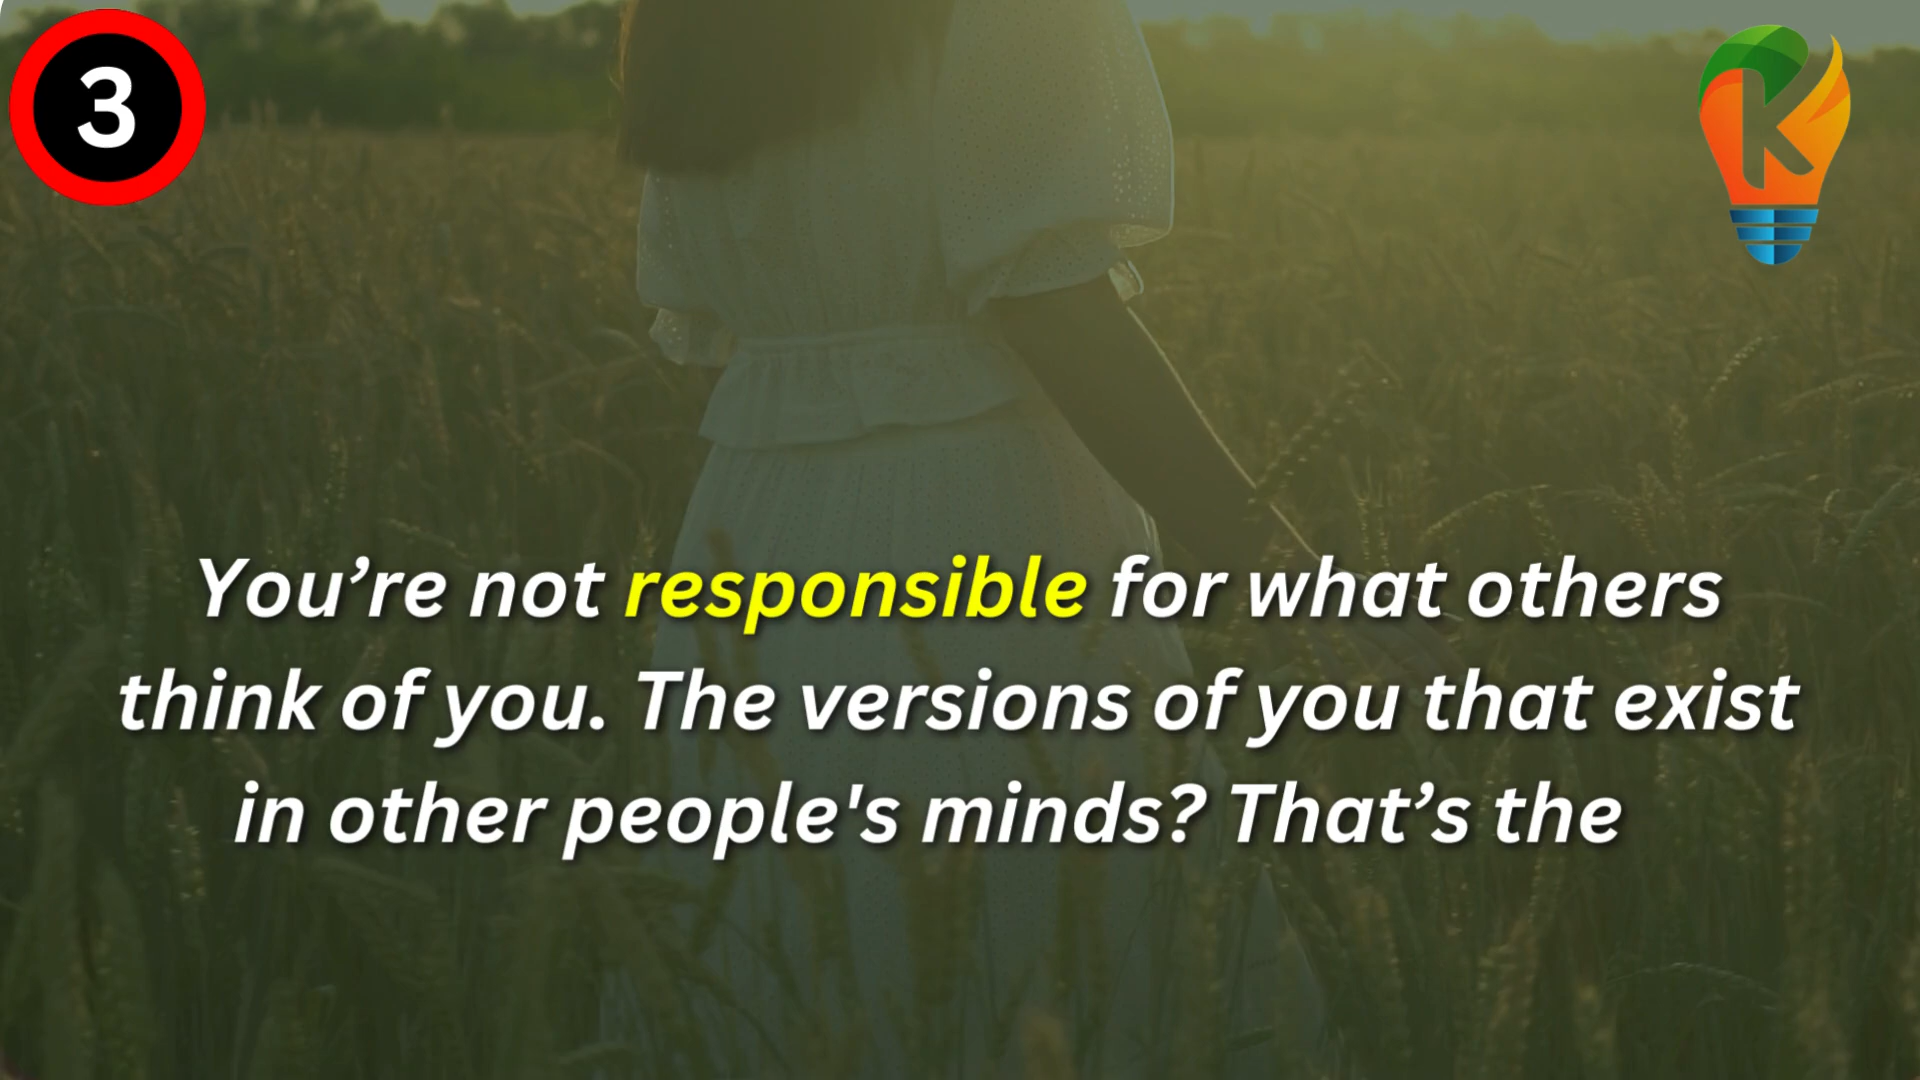 3
K
You’re not responsible for what others
think of you. The versions of you that exist
in other people's minds? That’s the